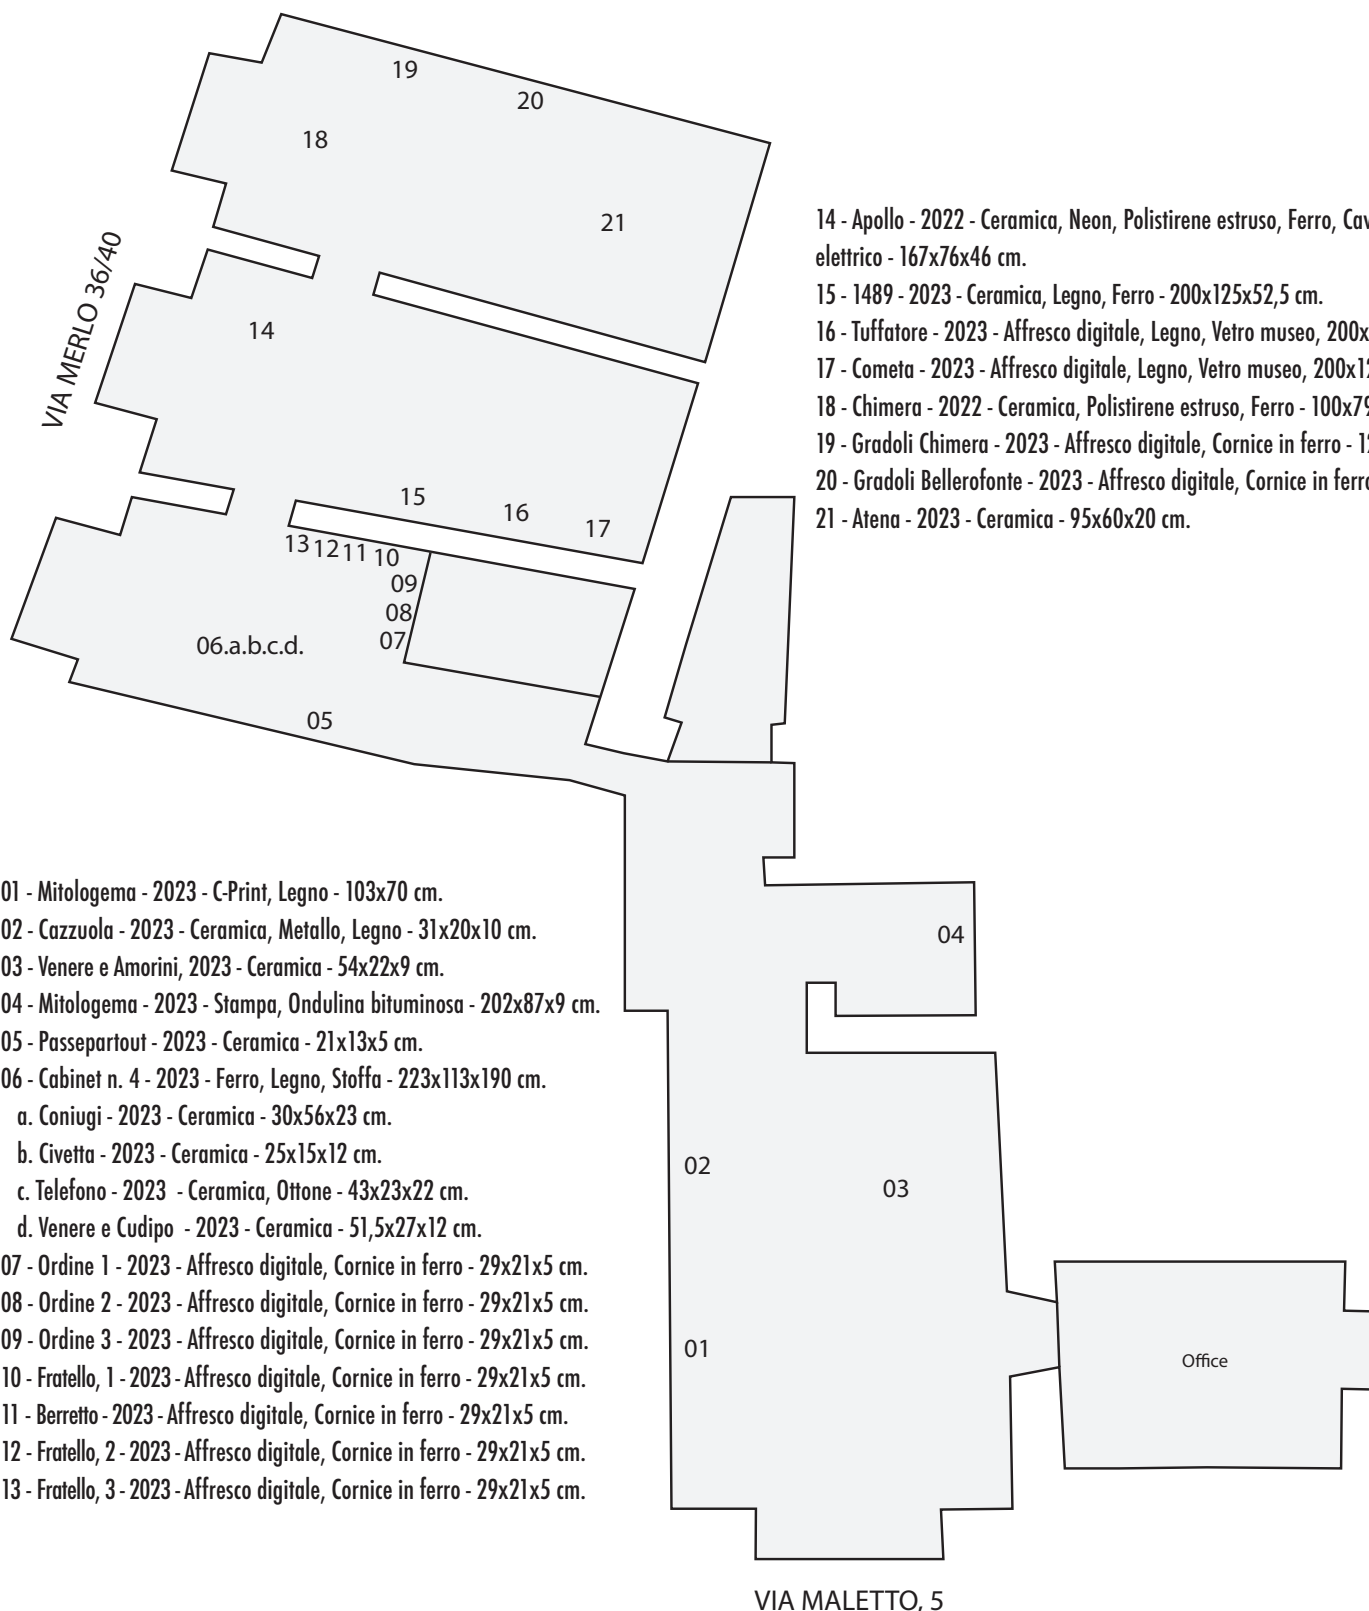 19
20
18
21
VIA MERLO 36/40
14
14 - Apollo - 2022 - Ceramica, Neon, Polistirene estruso, Ferro,
elettrico - 167x76x46 cm.
15 - 1489 - 2023 - Ceramica, Legno, Ferro - 200x125x52,5 cm.
16 - Tuffatore - 2023 - Affresco digitale, Legno, Vetro museo,
17 - Cometa - 2023 - Affresco digitale, Legno, Vetro museo,
18 - Chimera - 2022 - Ceramica, Polistirene estruso, Ferro -
19 - Gradoli Chimera - 2023 - Affresco digitale, Cornice in ferro -
20 - Gradoli Bellerofonte - 2023 - Affresco digitale, Cornice in
21 - Atena - 2023 - Ceramica - 95x60x20 cm.
15
16
17
13 12 11 10
09
08
07
06.a.b.c.d.
05
01 - Mitologema - 2023 - C-Print, Legno - 103x70 cm.
02 - Cazzuola - 2023 - Ceramica, Metallo, Legno - 31x20x10 cm.
03 - Venere e Amorini, 2023 - Ceramica - 54x22x9 cm.
04 - Mitologema - 2023 - Stampa, Ondulina bituminosa - 202x87x9 cm.
05 - Passepartout - 2023 - Ceramica - 21x13x5 cm.
06 - Cabinet n. 4 - 2023 - Ferro, Legno, Stoffa - 223x113x190 cm.
a. Coniugi - 2023 - Ceramica - 30x56x23 cm.
b. Civetta - 2023 - Ceramica - 25x15x12 cm.
c. Telefono - 2023 - Ceramica, Ottone - 43x23x22 cm.
d. Venere e Cudipo - 2023 - Ceramica - 51,5x27x12 cm.
07 - Ordine 1 - 2023 - Affresco digitale, Cornice in ferro - 29x21x5 cm.
08 - Ordine 2 - 2023 - Affresco digitale, Cornice in ferro - 29x21x5 cm.
09 - Ordine 3 - 2023 - Affresco digitale, Cornice in ferro - 29x21x5 cm.
10 - Fratello, 1 - 2023 - Affresco digitale, Cornice in ferro - 29x21x5 cm.
11 - Berretto - 2023 - Affresco digitale, Cornice in ferro - 29x21x5 cm.
12 - Fratello, 2 - 2023 - Affresco digitale, Cornice in ferro - 29x21x5 cm.
13 - Fratello, 3 - 2023 - Affresco digitale, Cornice in ferro - 29x21x5 cm.
04
02
03
01
Office
VIA MALETTO, 5